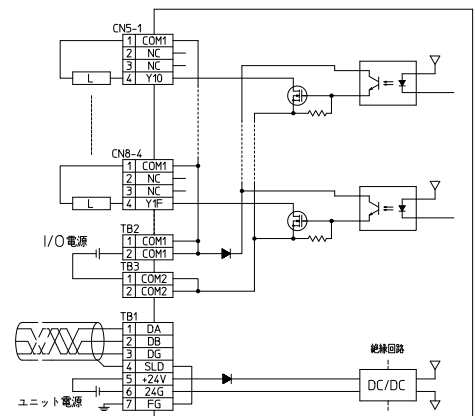 CN5-1
1 COM1
2 NC
3 NC
4 Y10
L
CN8-4
1 COM1
2 NC
3 NC
4 Y1F
L
I/O電源
TB2
1 COM1
2 COM1
TB3
1 COM2
2 COM2
TB1
1 DA
2 DB
3 DG
4 SLD
5 +24V
6 24G
7 FG
ユニット電源
絶縁回路
DC/DC